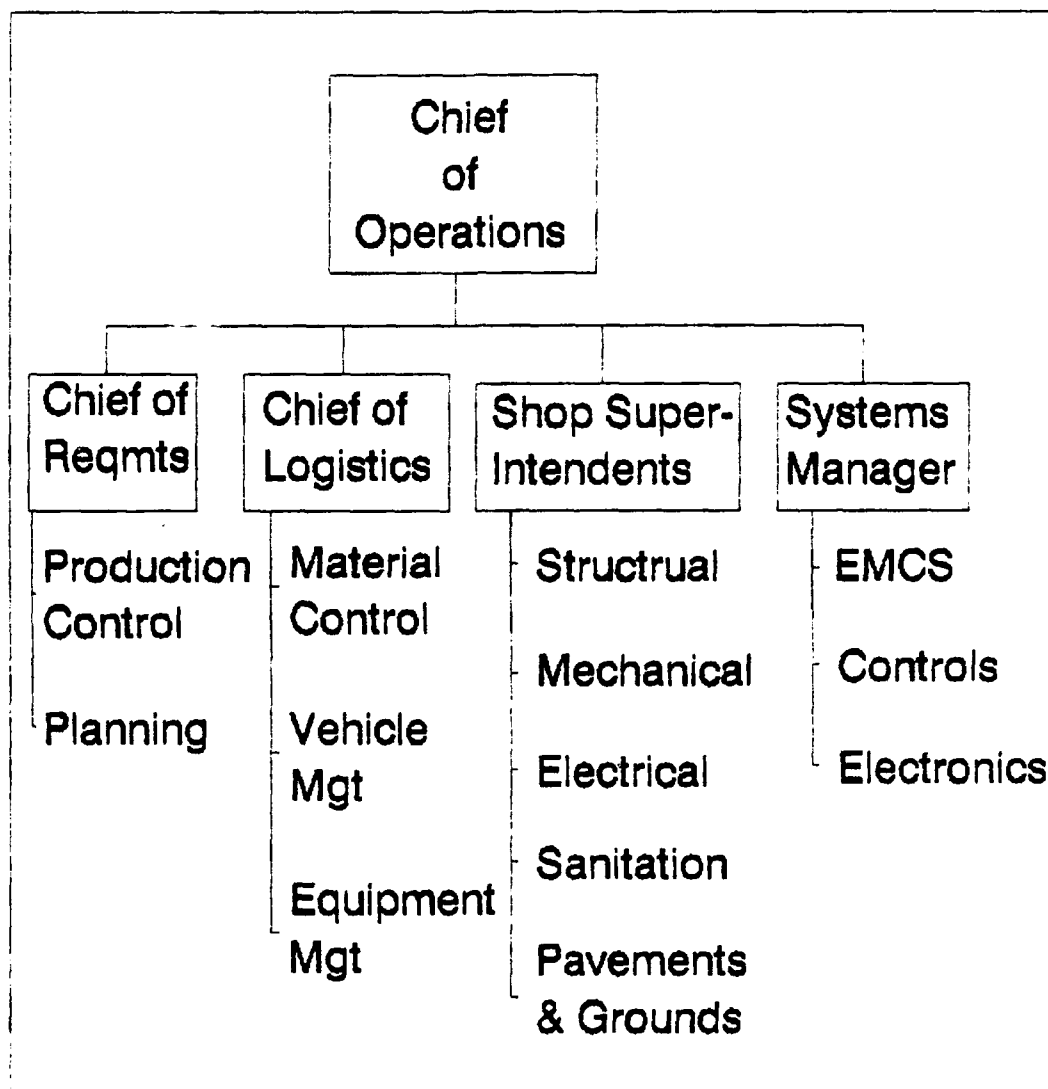 Chief
of
Operations
Chief of
Reqmts
Chief of
Logistics
Shop Super-
Intendents
Systems
Manager
Production
Control
Planning
Material
Control
Vehicle
Mgt
Equipment
Mgt
Structrual
Mechanical
Electrical
Sanitation
Pavements
& Grounds
EMCS
Controls
Electronics